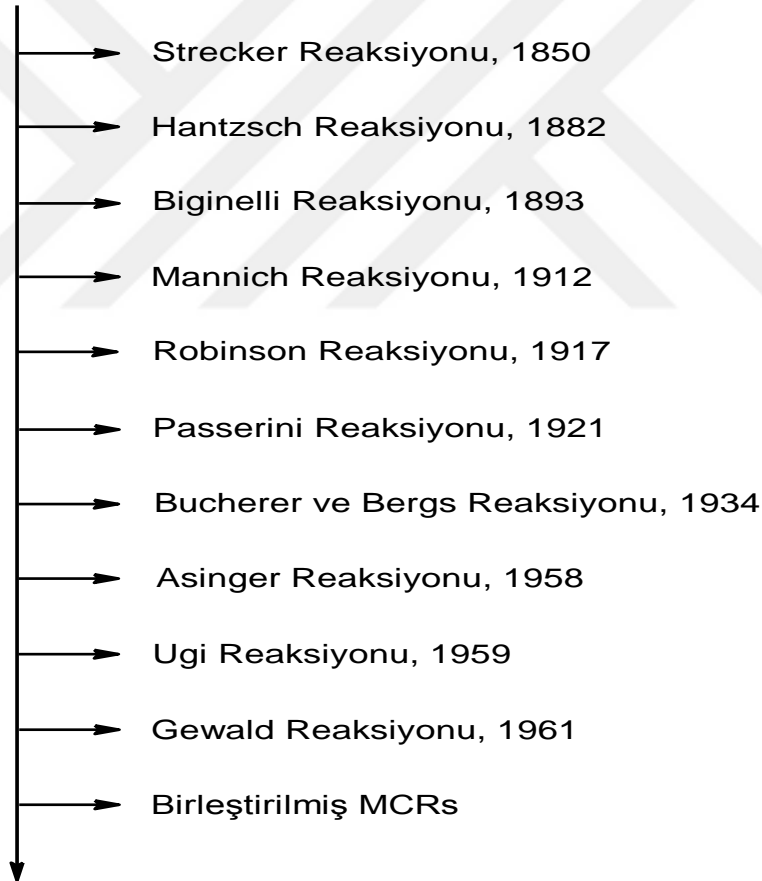 Strecker Reaksiyonu, 1850
Hantzsch Reaksiyonu, 1882
Biginelli Reaksiyonu, 1893
Mannich Reaksiyonu, 1912
Robinson Reaksiyonu, 1917
Passerini Reaksiyonu, 1921
Bucherer ve Bergs Reaksiyonu, 1934
Asinger Reaksiyonu, 1958
Ugi Reaksiyonu, 1959
Gewald Reaksiyonu, 1961
Birleştirilmiş MCRs